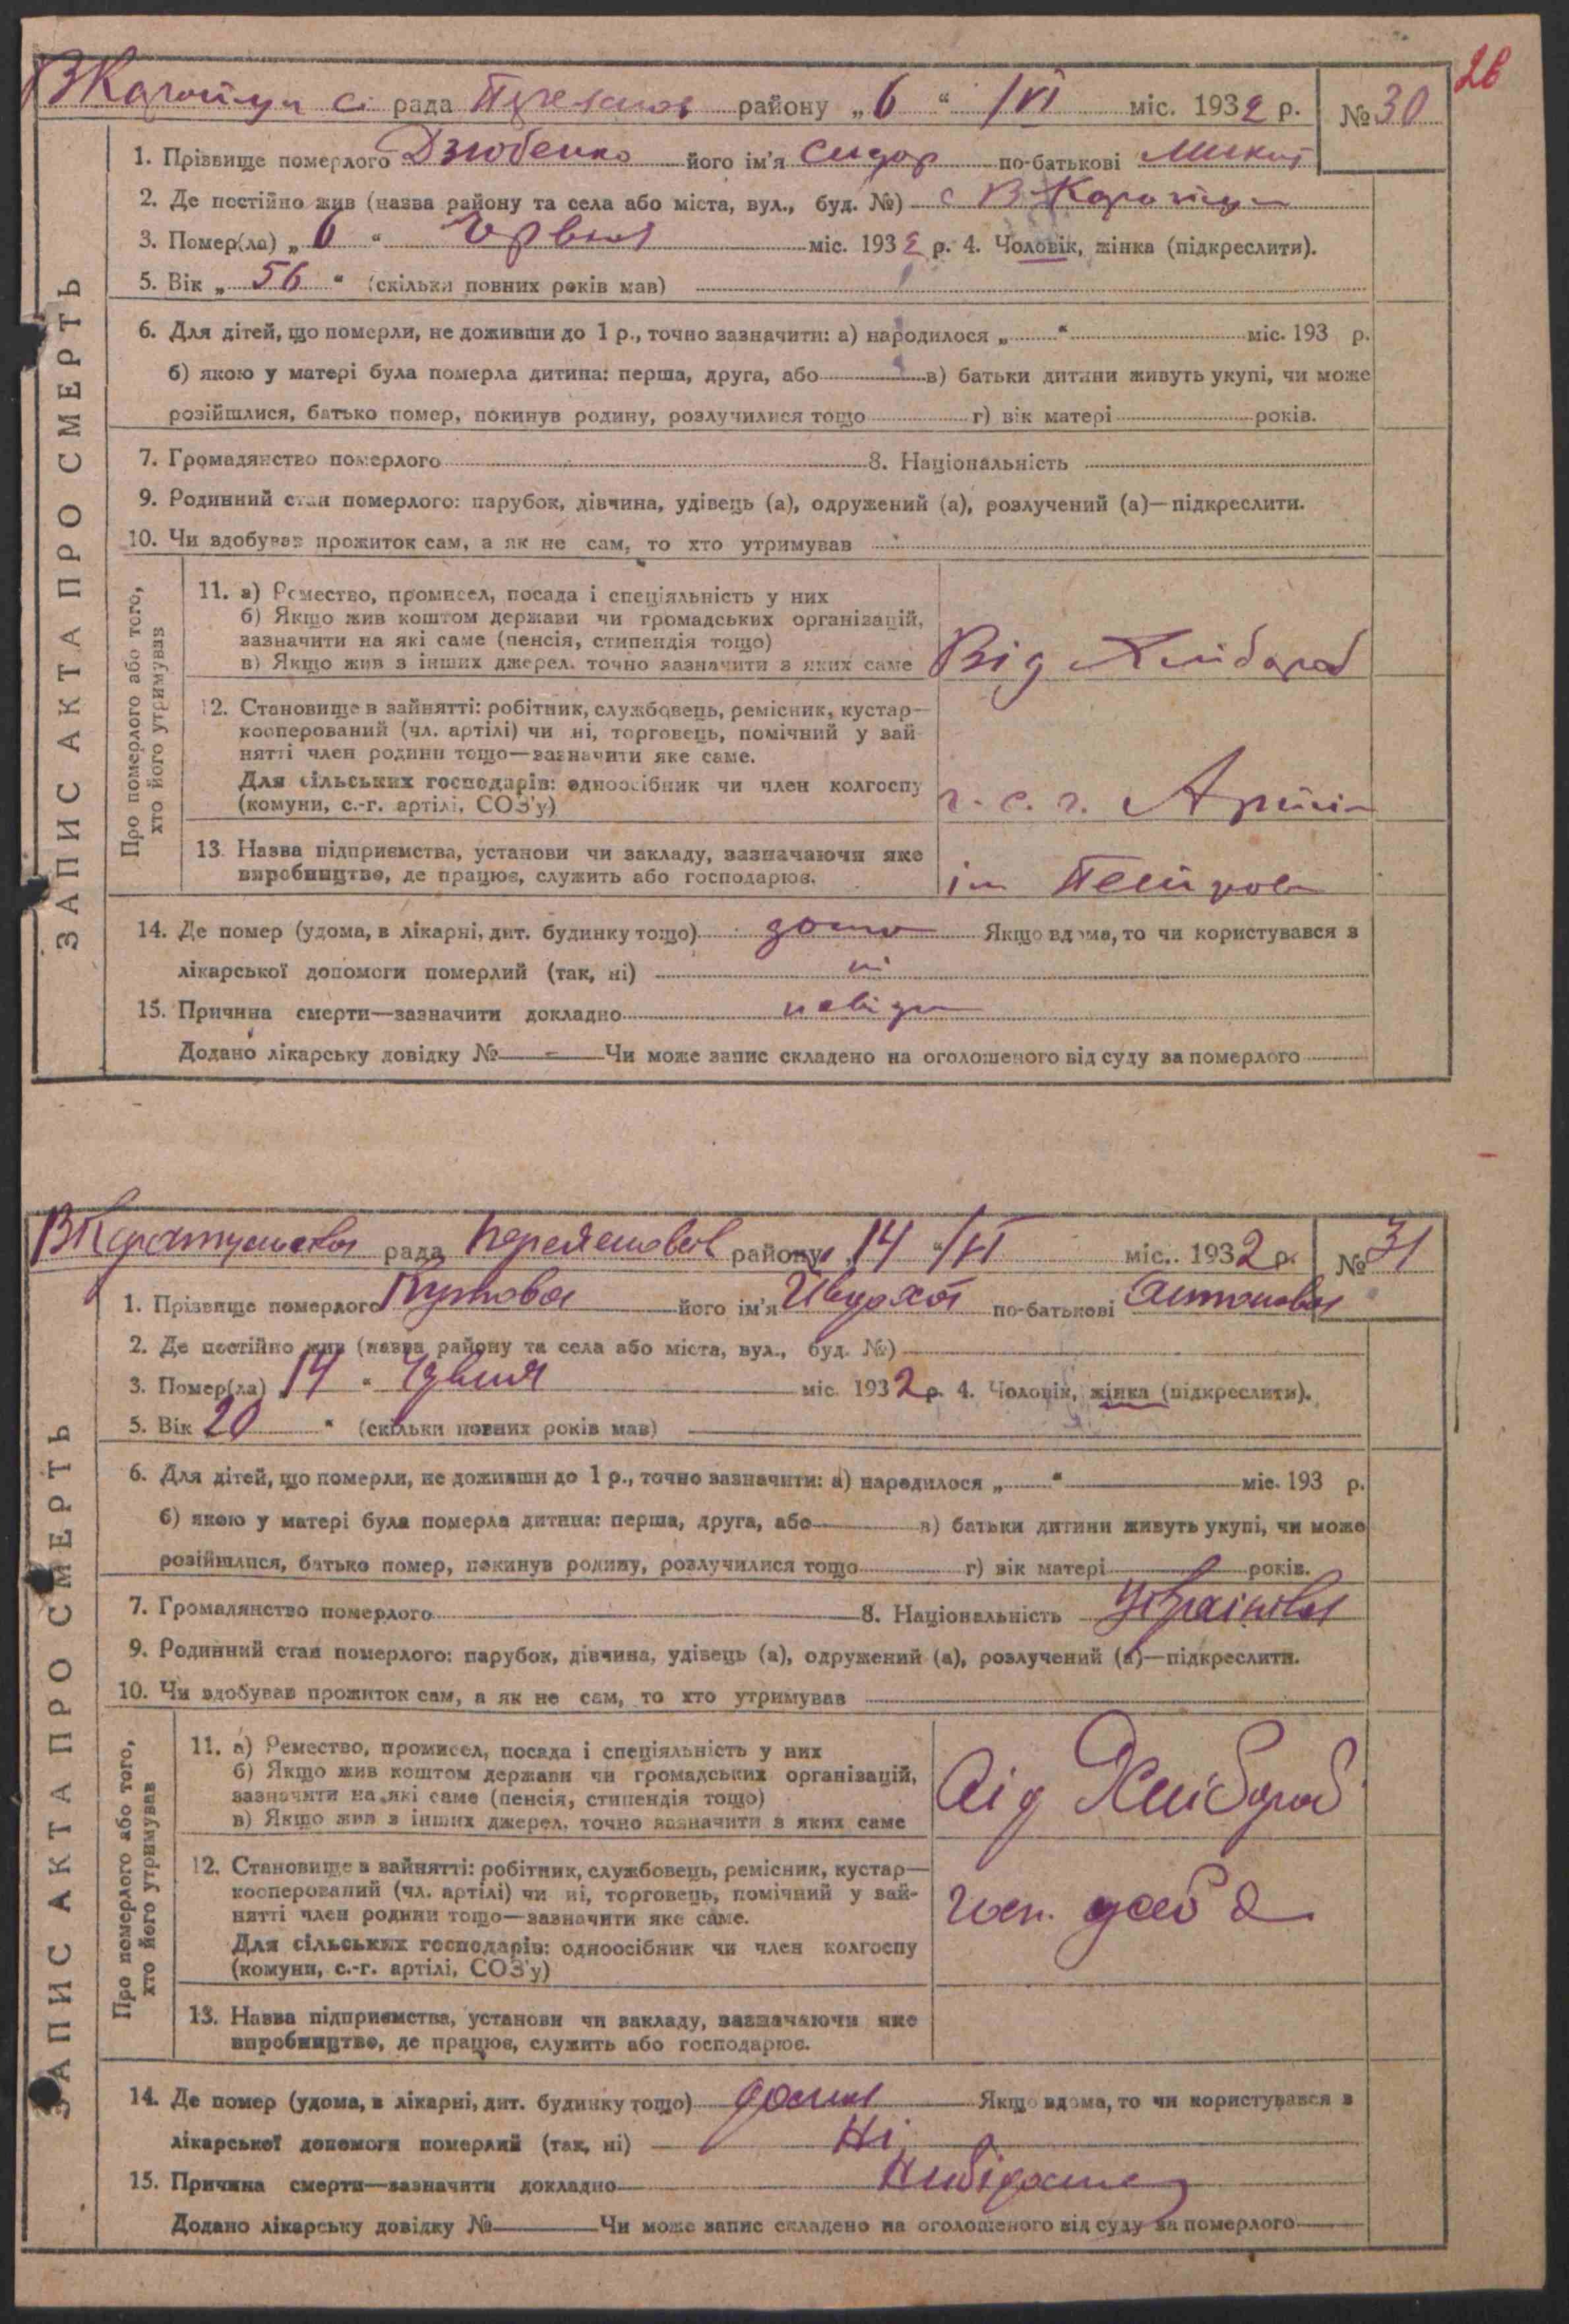 26
В Каратул с. рада Переяслов району „6“ /VI міс. 1932 р. № 30
ЗАПИС АКТА ПРО СМЕРТЬ
1. Прізвище померлого Дзюбенко його ім'я Сидор по-батькові Микит
2. Де постійно жив (назва району та села або міста, вул., буд. №) с В Каратул
3. Помер(ла) „6“ Червня міс. 1932 р. 4. Чоловік, жінка (підкреслити).
5. Вік „56“ (скільки повних років мав)
6. Для дітей, що померли, не доживши до 1 р., точно зазначити: а) народилося „ “ міс. 193 р.
б) якою у матері була померла дитина: перша, друга, або в) батьки дитини живуть укупі, чи може
розійшлися, батько помер, покинув родину, розлучилися тощо г) вік матері років.
7. Громадянство померлого 8. Національність
9. Родинний стан померлого: парубок, дівчина, удівець (а), одружений (а), розлучений (а)—підкреслити.
10. Чи здобував прожиток сам, а як не сам, то хто утримував
Про померлого або того,
хто його утримував
11. а) Ремество, промисел, посада і спеціяльність у них
б) Якщо жив коштом держави чи громадських організацій,
зазначити на які саме (пенсія, стипендія тощо)
в) Якщо жив з інших джерел, точно зазначити з яких саме Від Хлібороб
12. Становище в зайнятті: робітник, службовець, ремісник, кустар—
кооперований (чл. артілі) чи ні, торговець, помічний у зай-
нятті член родини тощо—зазначити яке саме.
Для сільських господарів: одноосібник чи член колгоспу
(комуни, с.-г. артілі, СОЗ'у) ч. с. г. Артіл
13. Назва підприємства, установи чи закладу, зазначаючи яке
виробництво, де працює, служить або господарює. ім Петров
14. Де помер (удома, в лікарні, дит. будинку тощо) дома Якщо вдома, то чи користувався з
лікарської допомоги померлий (так, ні) ні
15. Причина смерти—зазначити докладно невідом
Додано лікарську довідку № — Чи може запис складено на оголошеного від суду за померлого
В Каратульська рада Переясловськ району „14“ /VI міс. 1932 р. № 31
ЗАПИС АКТА ПРО СМЕРТЬ
1. Прізвище померлого його ім'я Ивдохія по-батькові Антонова
2. Де постійно жив (назва району та села або міста, вул., буд. №)
3. Помер(ла) „14“ Червня міс. 1932 р. 4. Чоловік, жінка (підкреслити).
5. Вік 20 “ (скільки повних років мав)
6. Для дітей, що померли, не доживши до 1 р., точно зазначити: а) народилося „ “ міс. 193 р.
б) якою у матері була померла дитина: перша, друга, або в) батьки дитини живуть укупі, чи може
розійшлися, батько помер, покинув родину, розлучилися тощо г) вік матері років.
7. Громадянство померлого 8. Національність Українка
9. Родинний стан померлого: парубок, дівчина, удівець (а), одружений (а), розлучений (а)—підкреслити.
10. Чи здобував прожиток сам, а як не сам, то хто утримував
Про померлого або того,
хто його утримував
11. а) Ремество, промисел, посада і спеціяльність у них
б) Якщо жив коштом держави чи громадських організацій,
зазначити на які саме (пенсія, стипендія тощо)
в) Якщо жив з інших джерел, точно зазначити з яких саме Від Хлібороб
12. Становище в зайнятті: робітник, службовець, ремісник, кустар—
кооперований (чл. артілі) чи ні, торговець, помічний у зай-
нятті член родини тощо—зазначити яке саме.
Для сільських господарів: одноосібник чи член колгоспу
(комуни, с.-г. артілі, СОЗ'у)
13. Назва підприємства, установи чи закладу, зазначаючи яке
виробництво, де працює, служить або господарює.
14. Де помер (удома, в лікарні, дит. будинку тощо) дома Якщо вдома, то чи користувався з
лікарської допомоги померлий (так, ні) Ні
15. Причина смерти—зазначити докладно Нивідоме
Додано лікарську довідку № Чи може запис складено на оголошеного від суду за померлого